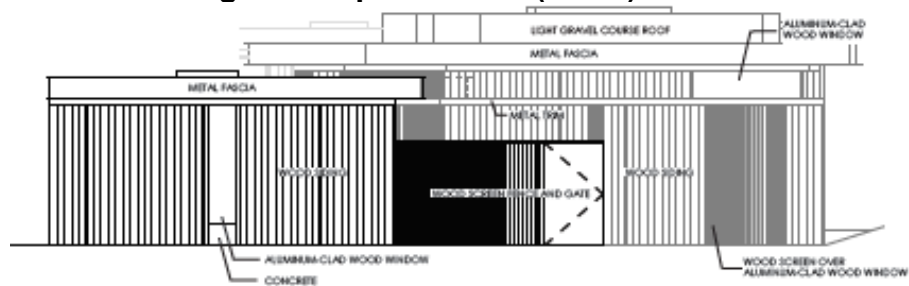 LIGHT GRAVEL COURSE ROOF
ALUMINUM-CLAD
WOOD WINDOW
METAL FASCIA
METAL FASCIA
METAL TRIM
WOOD SIDING
WOOD SCREEN FENCE AND GATE
WOOD SIDING
ALUMINUM-CLAD WOOD WINDOW
CONCRETE
WOOD SCREEN OVER
ALUMINUM-CLAD WOOD WINDOW